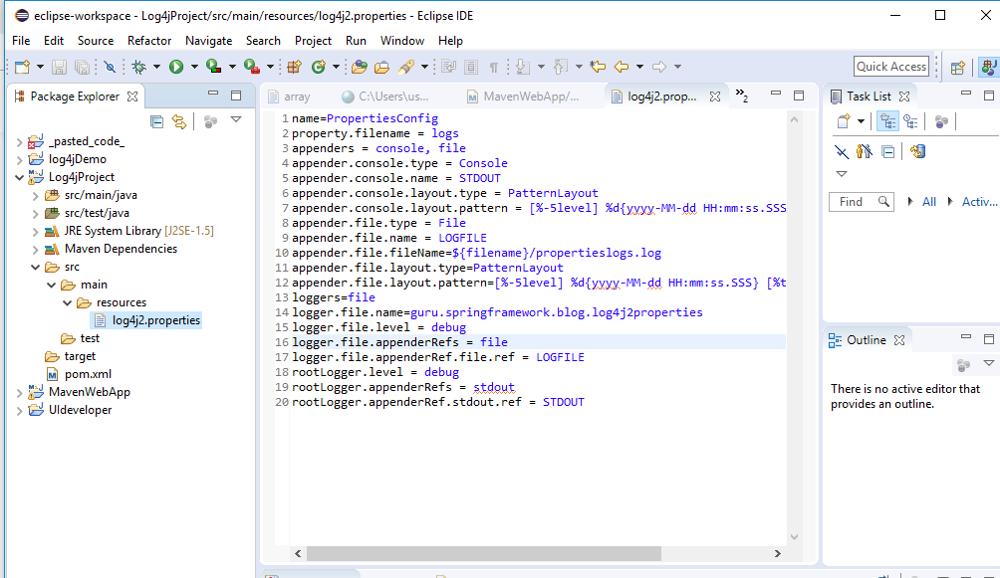 eclipse-workspace - Log4jProject/src/main/resources/log4j2.properties - Eclipse IDE
File Edit Source Refactor Navigate Search Project Run Window Help
Quick Access
Package Explorer
_pasted_code_
log4jDemo
Log4jProject
src/main/java
src/test/java
JRE System Library [J2SE-1.5]
Maven Dependencies
src
main
resources
log4j2.properties
test
target
pom.xml
MavenWebApp
UIdeveloper
array C:\Users\us... MavenWebApp/... log4j2.prop... »2
1 name=PropertiesConfig
2 property.filename = logs
3 appenders = console, file
4 appender.console.type = Console
5 appender.console.name = STDOUT
6 appender.console.layout.type = PatternLayout
7 appender.console.layout.pattern = [%-5level] %d{yyyy-MM-dd HH:mm:ss.SSS
8 appender.file.type = File
9 appender.file.name = LOGFILE
10 appender.file.fileName=${filename}/propertieslogs.log
11 appender.file.layout.type=PatternLayout
12 appender.file.layout.pattern=[%-5level] %d{yyyy-MM-dd HH:mm:ss.SSS} [%t
13 loggers=file
14 logger.file.name=guru.springframework.blog.log4j2properties
15 logger.file.level = debug
16 logger.file.appenderRefs = file
17 logger.file.appenderRef.file.ref = LOGFILE
18 rootLogger.level = debug
19 rootLogger.appenderRefs = stdout
20 rootLogger.appenderRef.stdout.ref = STDOUT
Task List
Find All Activ...
Outline
There is no active editor that
provides an outline.